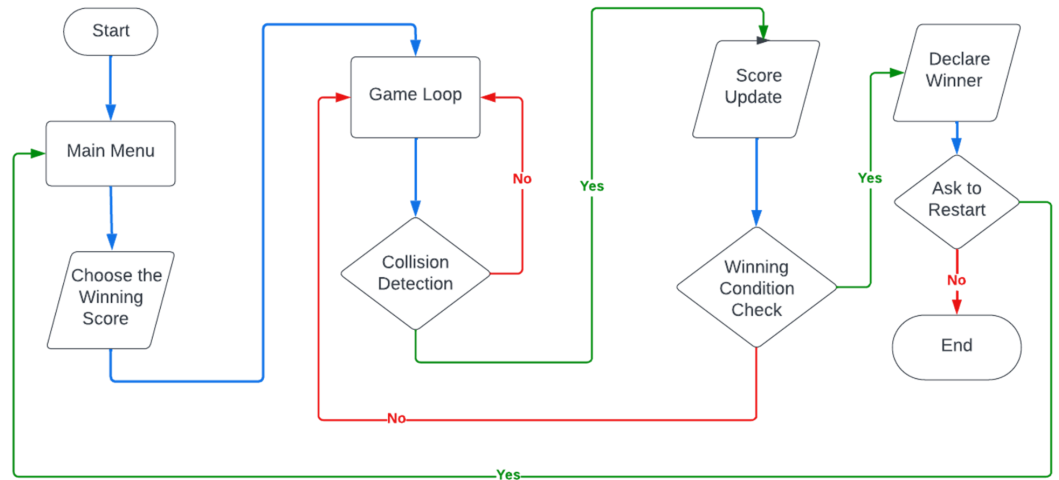 Start
Main Menu
Choose the
Winning
Score
Game Loop
No
Collision
Detection
No
Yes
Score
Update
Winning
Condition
Check
Yes
Declare
Winner
Ask to
Restart
No
End
Yes